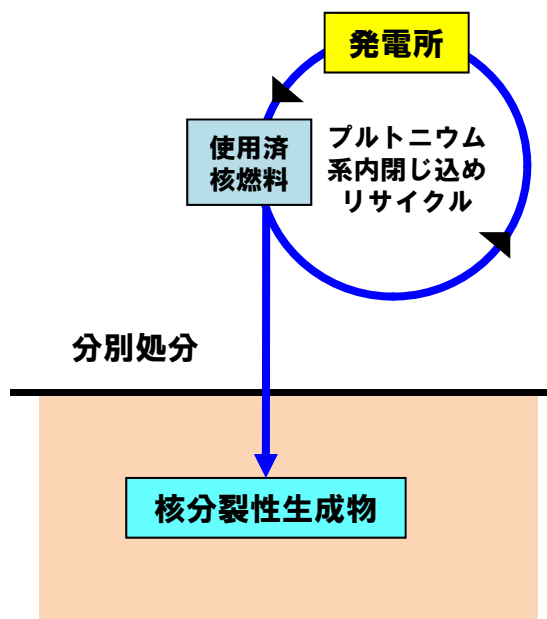 発電所
使用済
核燃料
プルトニウム
系内閉じ込め
リサイクル
分別処分
核分裂性生成物